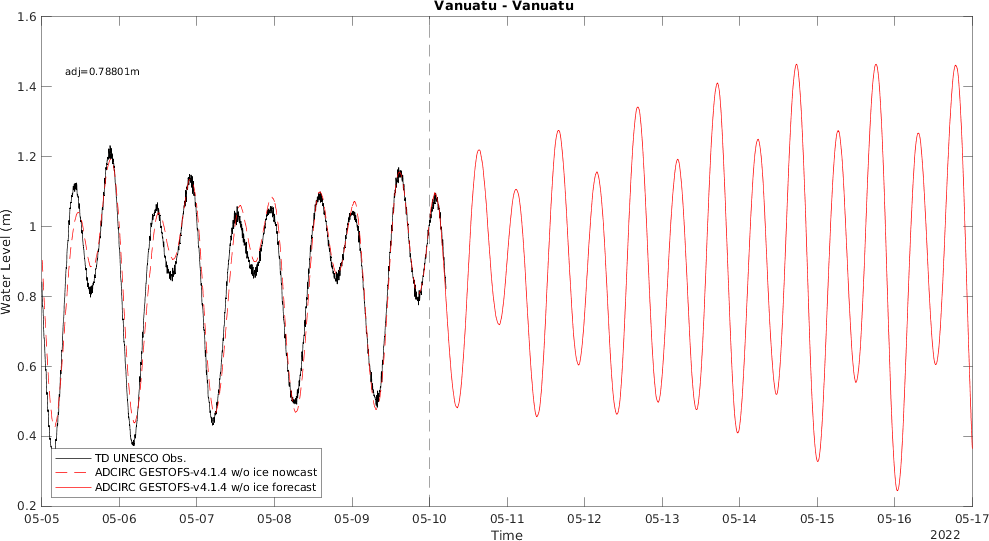 Vanuatu - Vanuatu
1.6
1.4
1.2
1
0.8
0.6
0.4
0.2
Water Level (m)
adj=0.78801m
TD UNESCO Obs.
ADCIRC GESTOFS-v4.1.4 w/o ice nowcast
ADCIRC GESTOFS-v4.1.4 w/o ice forecast
05-05 05-06 05-07 05-08 05-09 05-10 05-11 05-12 05-13 05-14 05-15 05-16 05-17
Time
2022